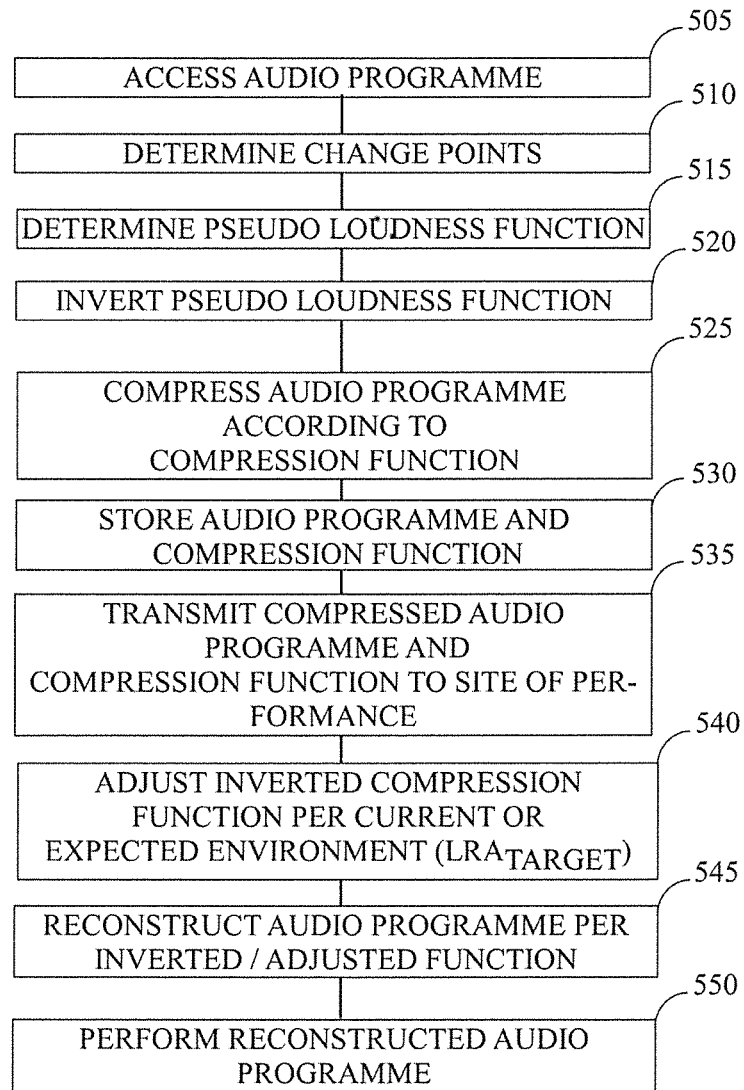 505
ACCESS AUDIO PROGRAMME
510
DETERMINE CHANGE POINTS
515
DETERMINE PSEUDO LOUDNESS FUNCTION
520
INVERT PSEUDO LOUDNESS FUNCTION
525
COMPRESS AUDIO PROGRAMME
ACCORDING TO
COMPRESSION FUNCTION
530
STORE AUDIO PROGRAMME AND
COMPRESSION FUNCTION
535
TRANSMIT COMPRESSED AUDIO
PROGRAMME AND
COMPRESSION FUNCTION TO SITE OF PER-
FORMANCE
540
ADJUST INVERTED COMPRESSION
FUNCTION PER CURRENT OR
EXPECTED ENVIRONMENT (LRATARGET)
545
RECONSTRUCT AUDIO PROGRAMME PER
INVERTED / ADJUSTED FUNCTION
550
PERFORM RECONSTRUCTED AUDIO
PROGRAMME